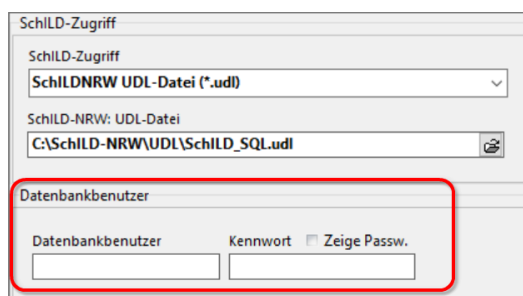 SchILD-Zugriff
SchILD-Zugriff
SchILDNRW UDL-Datei (*.udl)
SchILD-NRW: UDL-Datei
C:\SchILD-NRW\UDL\SchILD_SQL.udl
Datenbankbenutzer
Datenbankbenutzer Kennwort Zeige Passw.